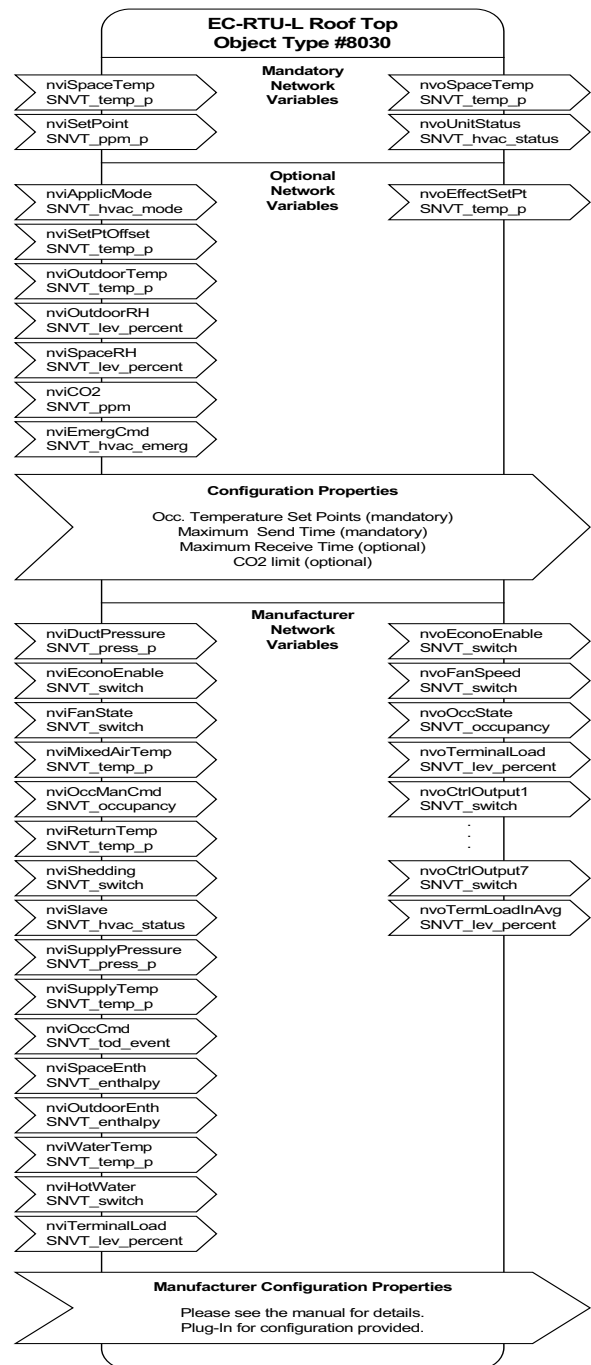 EC-RTU-L Roof Top
Object Type #8030
Mandatory
Network
Variables
nviSpaceTemp
SNVT_temp_p
nviSetPoint
SNVT_ppm_p
nvoSpaceTemp
SNVT_temp_p
nvoUnitStatus
SNVT_hvac_status
Optional
Network
Variables
nviApplicMode
SNVT_hvac_mode
nviSetPtOffset
SNVT_temp_p
nviOutdoorTemp
SNVT_temp_p
nviOutdoorRH
SNVT_lev_percent
nviSpaceRH
SNVT_lev_percent
nviCO2
SNVT_ppm
nviEmergCmd
SNVT_hvac_emerg
nvoEffectSetPt
SNVT_temp_p
Configuration Properties
Occ. Temperature Set Points (mandatory)
Maximum Send Time (mandatory)
Maximum Receive Time (optional)
CO2 limit (optional)
Manufacturer
Network
Variables
nviDuctPressure
SNVT_press_p
nviEconoEnable
SNVT_switch
nviFanState
SNVT_switch
nviMixedAirTemp
SNVT_temp_p
nviOccManCmd
SNVT_occupancy
nviReturnTemp
SNVT_temp_p
nviShedding
SNVT_switch
nviSlave
SNVT_hvac_status
nviSupplyPressure
SNVT_press_p
nviSupplyTemp
SNVT_temp_p
nviOccCmd
SNVT_tod_event
nviSpaceEnth
SNVT_enthalpy
nviOutdoorEnth
SNVT_enthalpy
nviWaterTemp
SNVT_temp_p
nviHotWater
SNVT_switch
nviTerminalLoad
SNVT_lev_percent
nvoEconoEnable
SNVT_switch
nvoFanSpeed
SNVT_switch
nvoOccState
SNVT_occupancy
nvoTerminalLoad
SNVT_lev_percent
nvoCtrlOutput1
SNVT_switch
.
.
.
nvoCtrlOutput7
SNVT_switch
nvoTermLoadInAvg
SNVT_lev_percent
Manufacturer Configuration Properties
Please see the manual for details.
Plug-In for configuration provided.